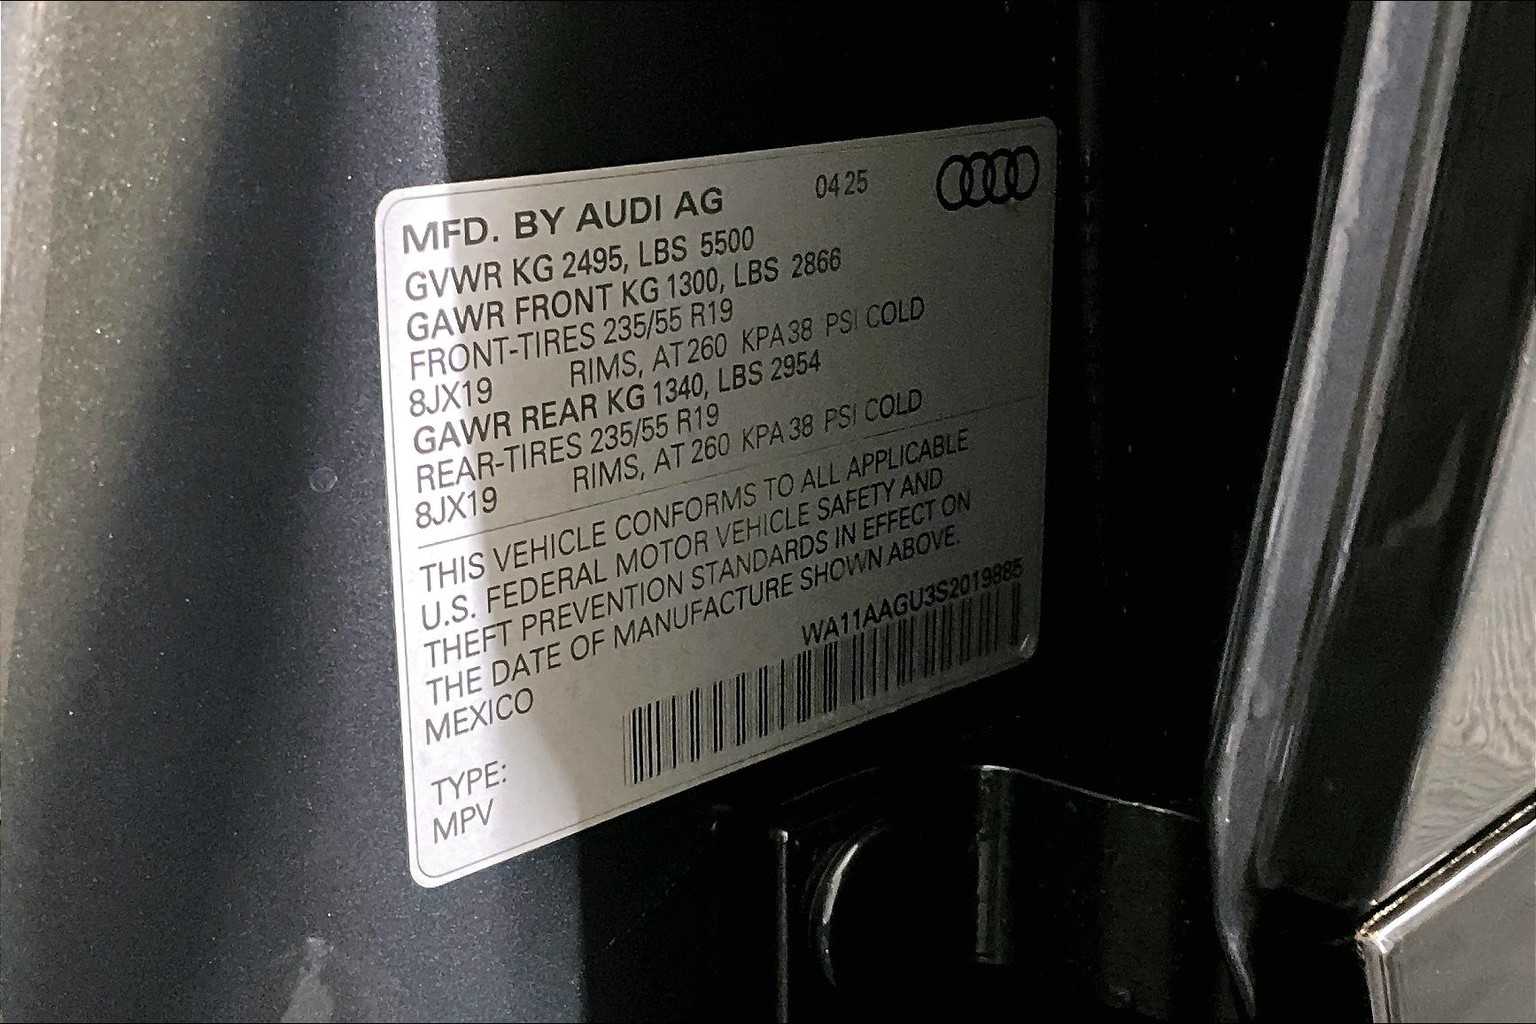 MFD. BY AUDI AG 04 25
GVWR KG 2495, LBS 5500
GAWR FRONT KG 1300, LBS 2866
FRONT-TIRES 235/55 R19
8JX19 RIMS, AT 260 KPA 38 PSI COLD
GAWR REAR KG 1340, LBS 2954
REAR-TIRES 235/55 R19
8JX19 RIMS, AT 260 KPA 38 PSI COLD
THIS VEHICLE CONFORMS TO ALL APPLICABLE
U.S. FEDERAL MOTOR VEHICLE SAFETY AND
THEFT PREVENTION STANDARDS IN EFFECT ON
THE DATE OF MANUFACTURE SHOWN ABOVE.
MEXICO WA11AAGU3S2019885
TYPE:
MPV